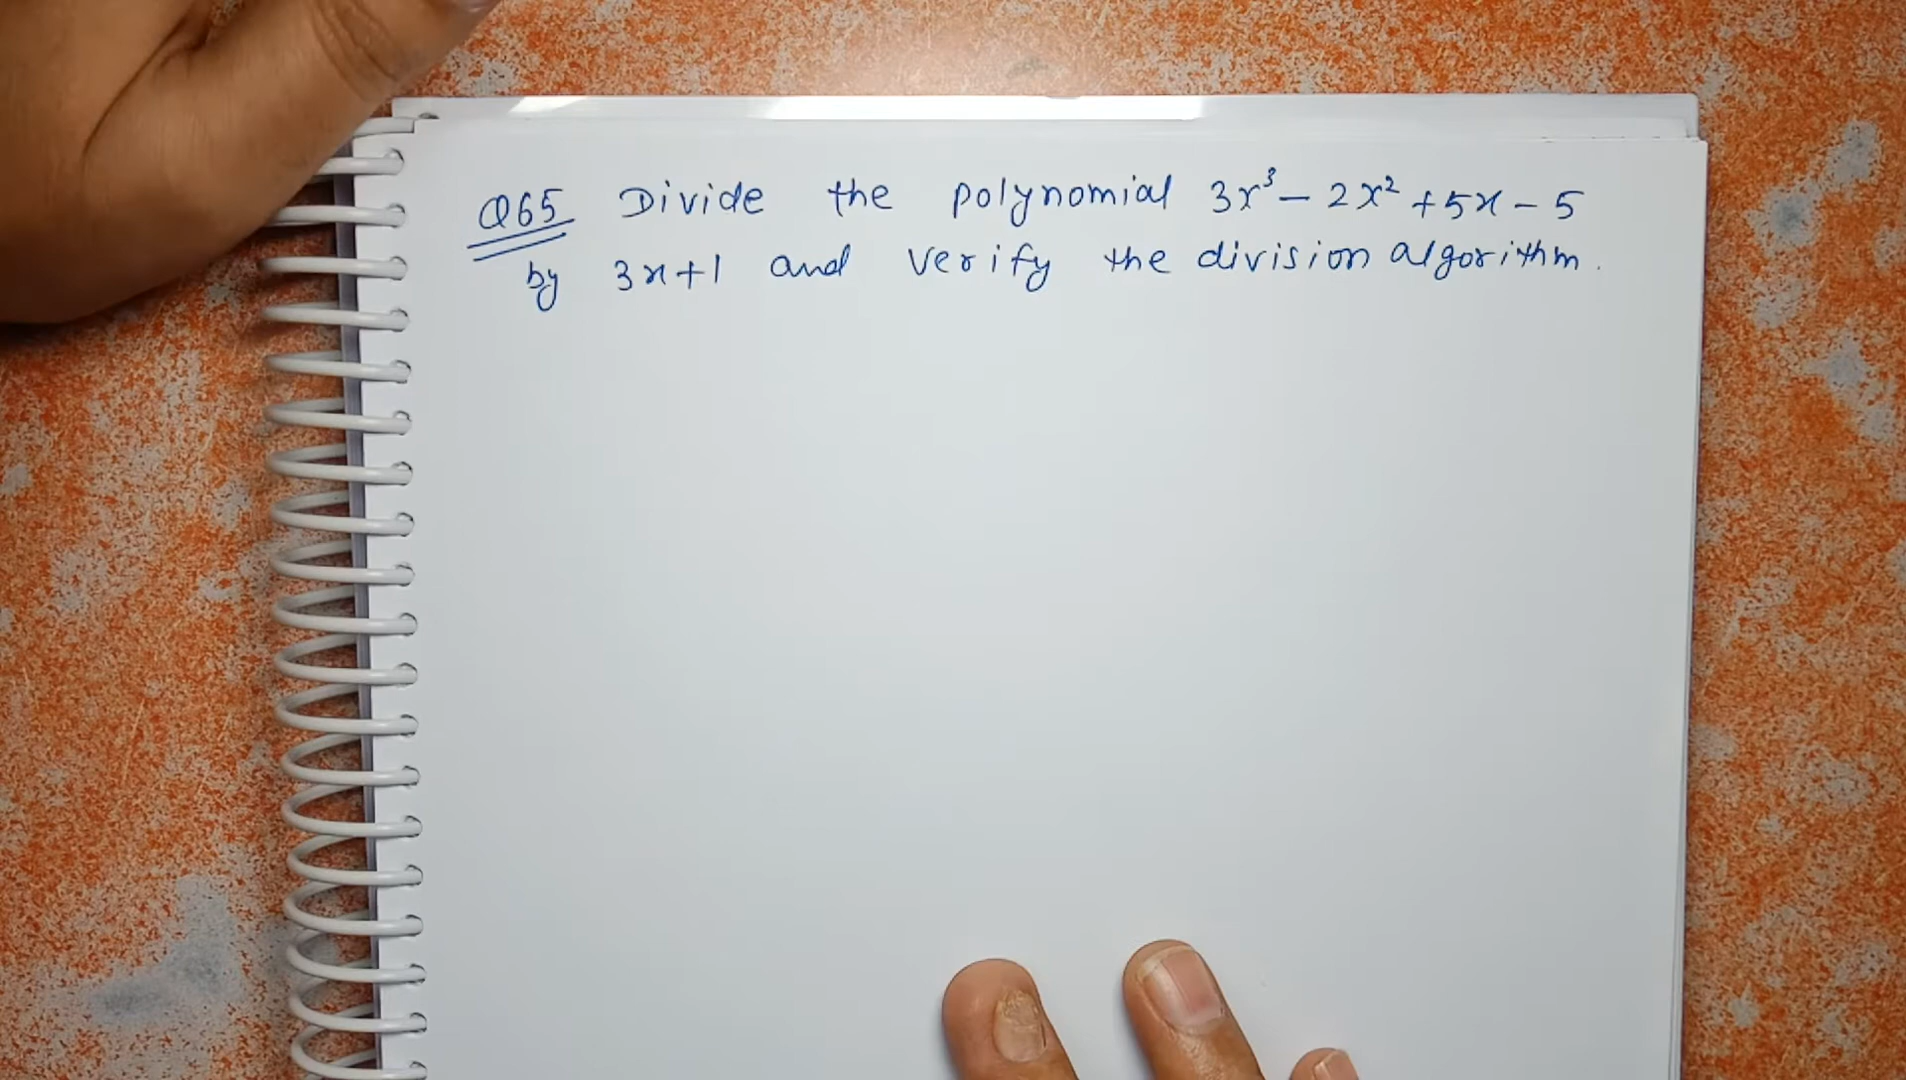 Q65 Divide the polynomial 3x³ - 2x² + 5x - 5
by 3x+1 and verify the division algorithm.